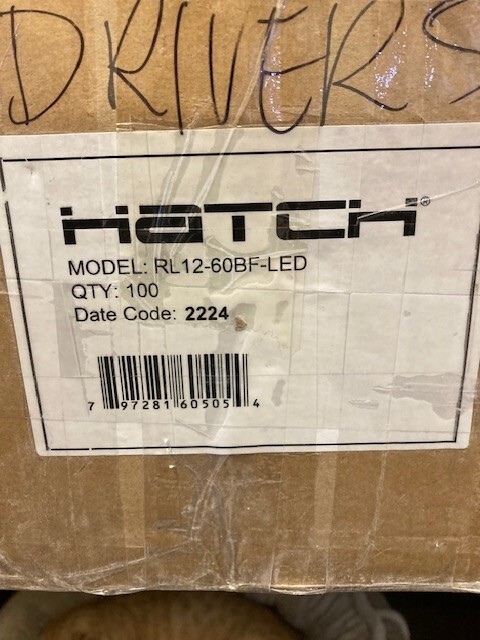 DRIVERS
HATCH®
MODEL: RL12-60BF-LED
QTY: 100
Date Code: 2224
7 97281 60505 4